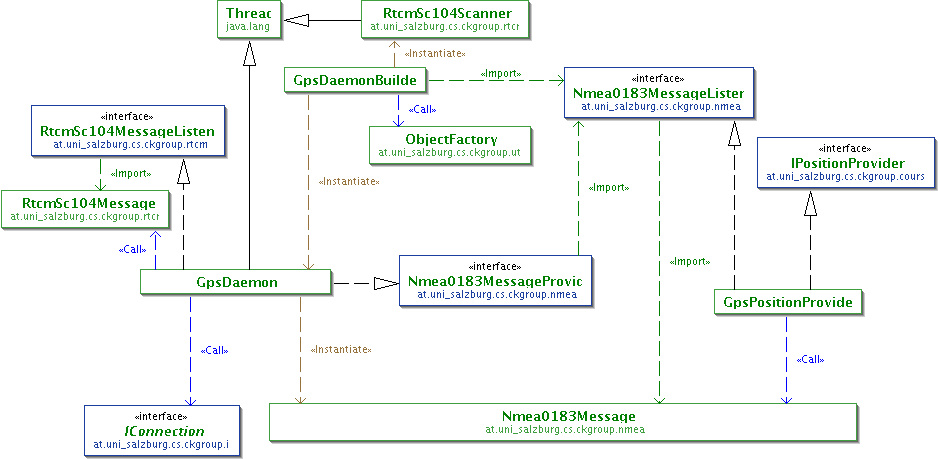 Threac
java.lang
RtcmSc104Scanner
at.uni_salzburg.cs.ckgroup.rtcr
«Instantiate»
GpsDaemonBuilde
«Import»
«interface»
Nmea0183MessageLister
at.uni_salzburg.cs.ckgroup.nmea
«Call»
«interface»
RtcmSc104MessageListen
at.uni_salzburg.cs.ckgroup.rtcm
ObjectFactory
at.uni_salzburg.cs.ckgroup.ut
«interface»
IPositionProvider
at.uni_salzburg.cs.ckgroup.cours
«Import»
«Instantiate»
«Import»
RtcmSc104Message
at.uni_salzburg.cs.ckgroup.rtcr
«Call»
GpsDaemon
«interface»
Nmea0183MessageProvic
at.uni_salzburg.cs.ckgroup.nmea
«Import»
GpsPositionProvide
«Call»
«Instantiate»
«Call»
«interface»
IConnection
at.uni_salzburg.cs.ckgroup.i
Nmea0183Message
at.uni_salzburg.cs.ckgroup.nmea